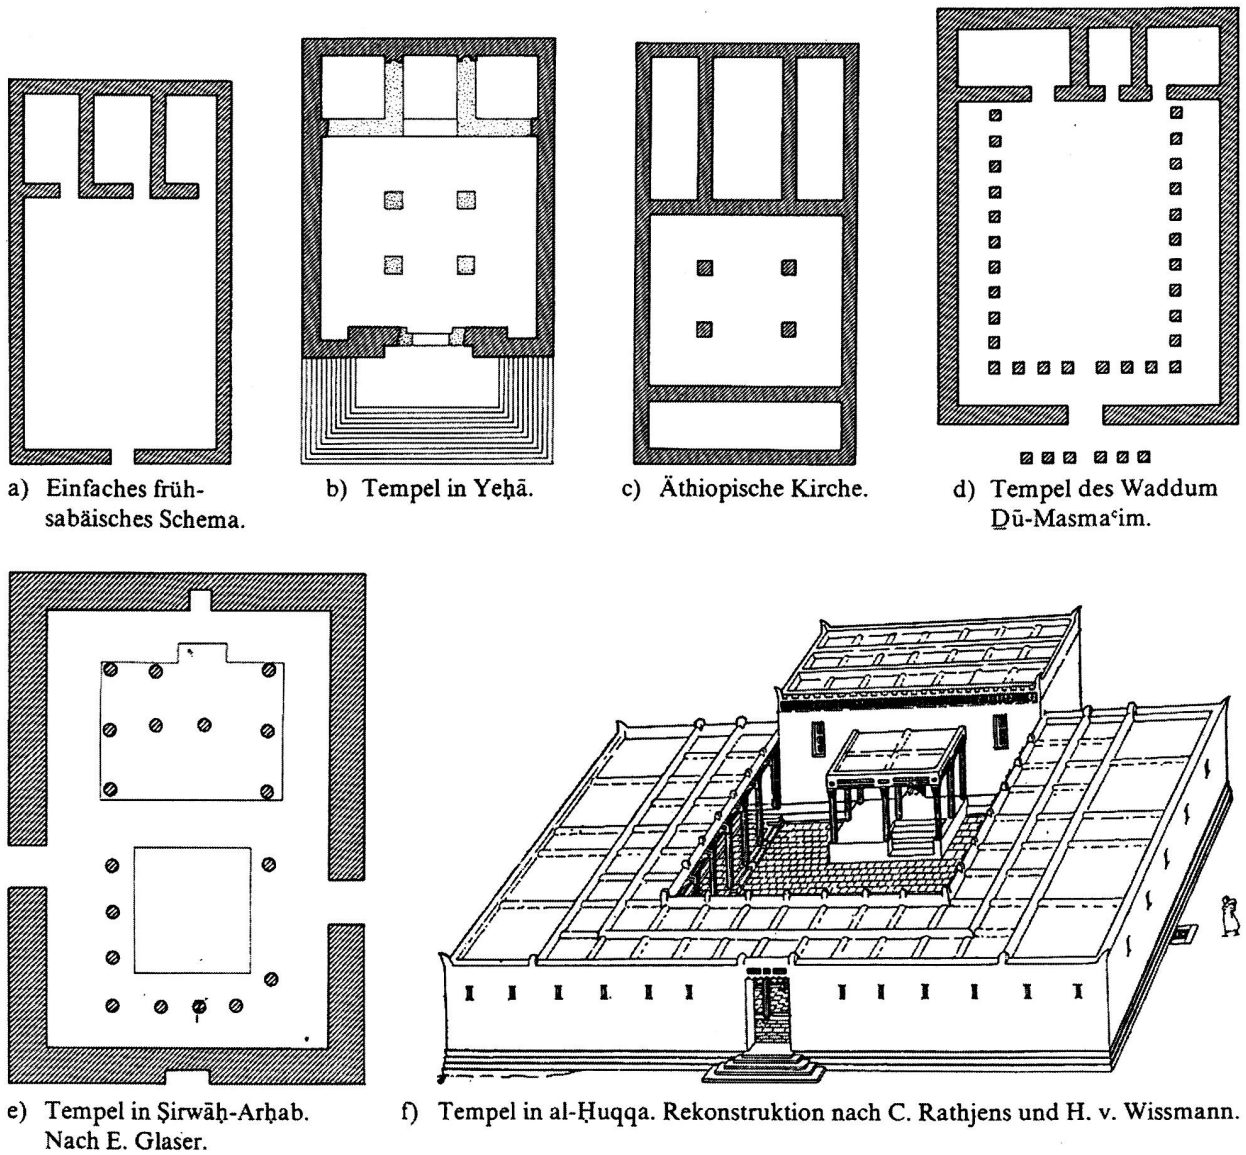 a) Einfaches früh-
sabäisches Schema.
b) Tempel in Yeḥā.
c) Äthiopische Kirche.
d) Tempel des Waddum
Ḏū-Masmaʿim.
e) Tempel in Ṣirwāḥ-Arḥab.
Nach E. Glaser.
f) Tempel in al-Ḥuqqa. Rekonstruktion nach C. Rathjens und H. v. Wissmann.